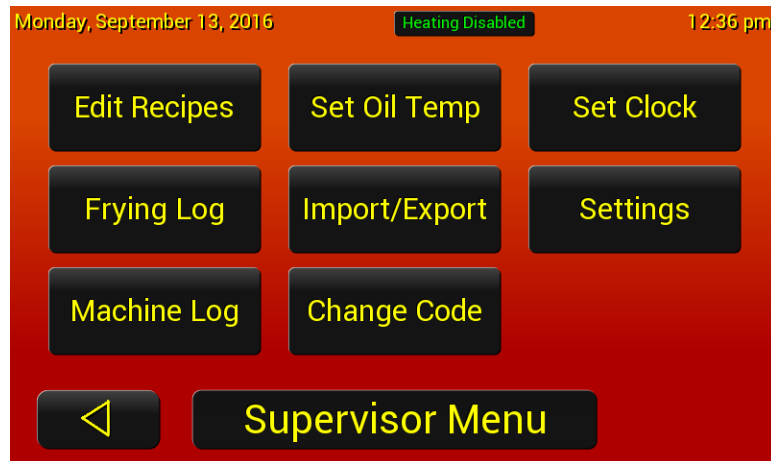 Monday, September 13, 2016 Heating Disabled 12:36 pm
Edit Recipes Set Oil Temp Set Clock
Frying Log Import/Export Settings
Machine Log Change Code
Supervisor Menu